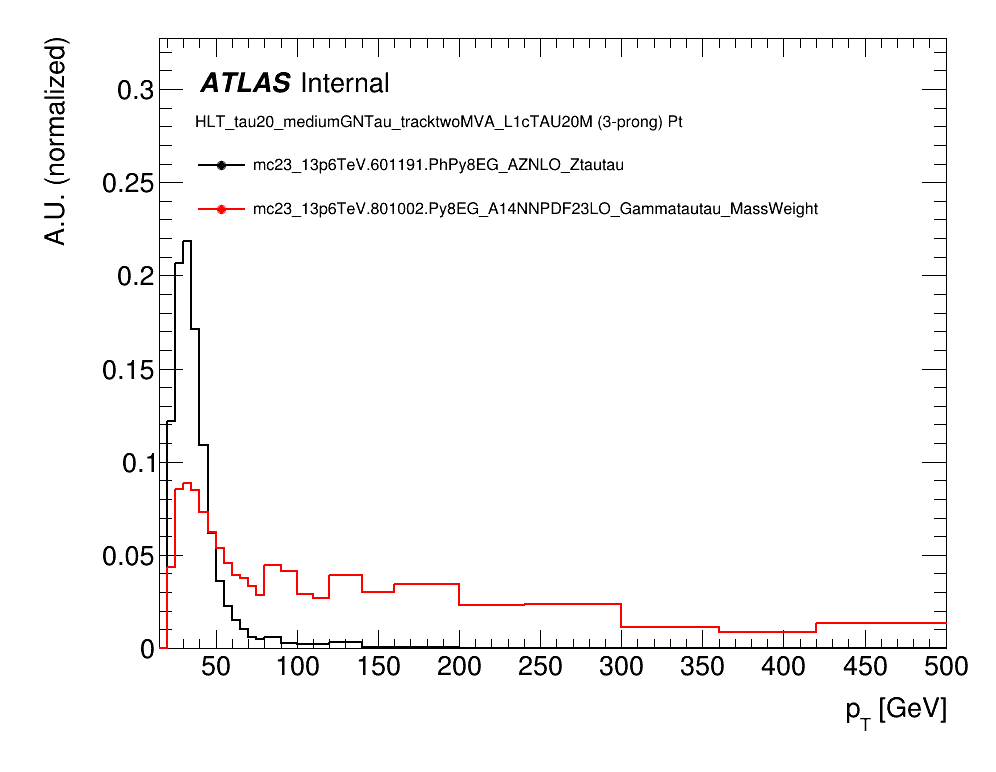 A.U. (normalized)
ATLAS Internal
HLT_tau20_mediumGNTau_tracktwoMVA_L1cTAU20M (3-prong) Pt
mc23_13p6TeV.601191.PhPy8EG_AZNLO_Ztautau
mc23_13p6TeV.801002.Py8EG_A14NNPDF23LO_Gammatautau_MassWeight
0.3
0.25
0.2
0.15
0.1
0.05
0
50 100 150 200 250 300 350 400 450 500
p_T [GeV]